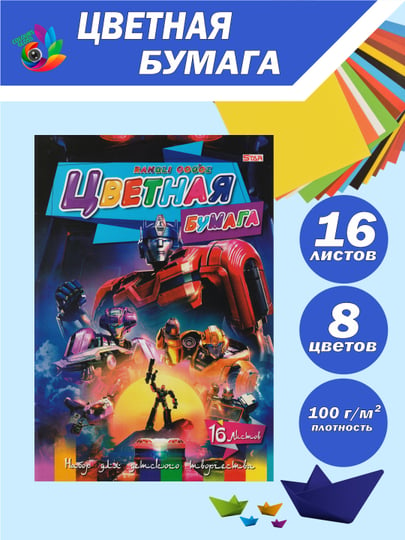 ЦВЕТНАЯ
БУМАГА
Цветная
БУМАГА
16 листов
Набор для детского творчества
16
ЛИСТОВ
8
ЦВЕТОВ
100 г/м²
плотность